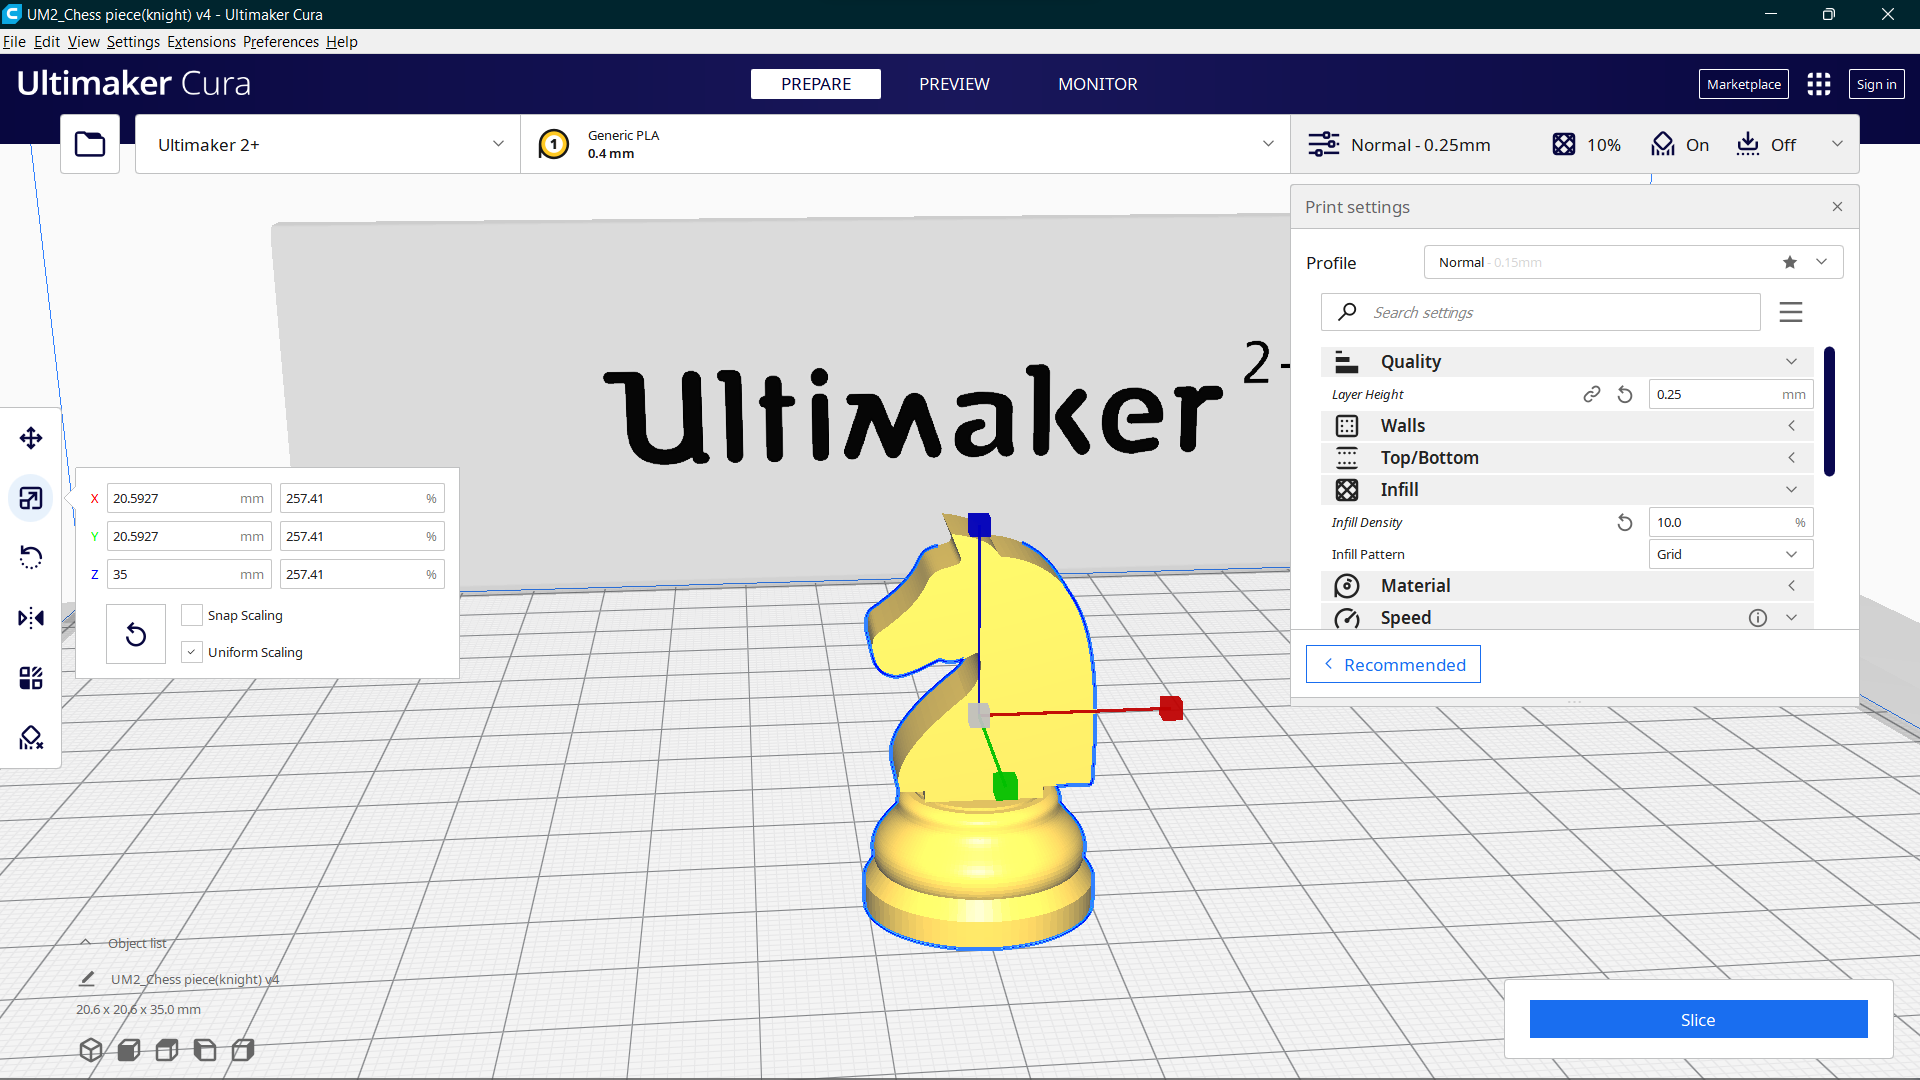 UM2_Chess piece(knight) v4 - Ultimaker Cura
File Edit View Settings Extensions Preferences Help
Ultimaker Cura
PREPARE
PREVIEW
MONITOR
Marketplace
Sign in
Ultimaker 2+
1
Generic PLA
0.4 mm
Normal - 0.25mm
10%
On
Off
Print settings
Profile
Normal - 0.15mm
Search settings
Quality
Layer Height
0.25 mm
Walls
Top/Bottom
Infill
Infill Density
10.0 %
Infill Pattern
Grid
Material
Speed
Recommended
Ultimaker 2-
X 20.5927 mm 257.41 %
Y 20.5927 mm 257.41 %
Z 35 mm 257.41 %
Snap Scaling
Uniform Scaling
Object list
UM2_Chess piece(knight) v4
20.6 x 20.6 x 35.0 mm
Slice